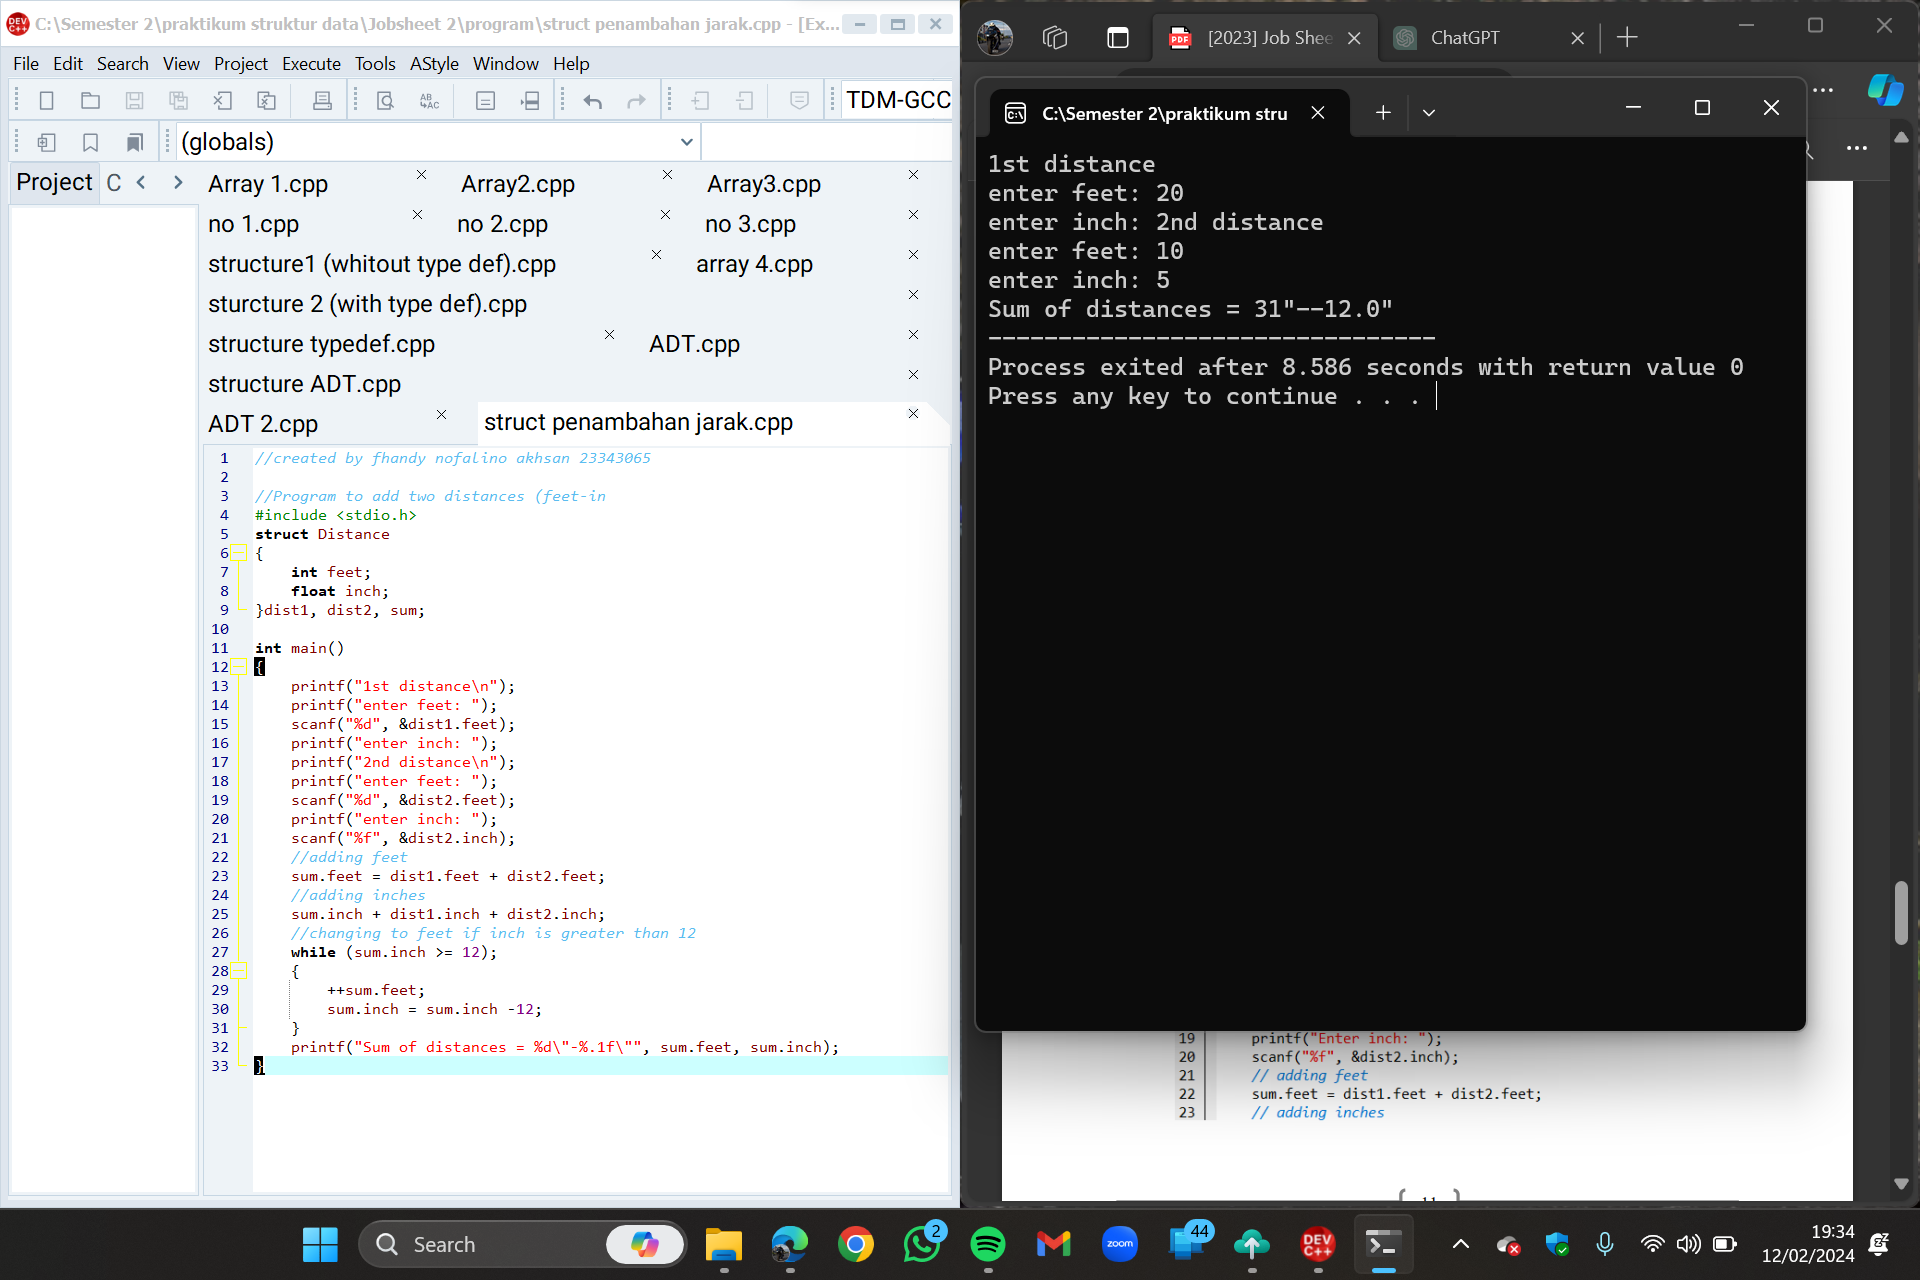 C:\Semester 2\praktikum struktur data\Jobsheet 2\program\struct penambahan jarak.cpp - [Ex...
File Edit Search View Project Execute Tools AStyle Window Help
TDM-GCC
(globals)
Project C
Array 1.cpp Array2.cpp Array3.cpp
no 1.cpp no 2.cpp no 3.cpp
structure1 (whitout type def).cpp array 4.cpp
sturcture 2 (with type def).cpp
structure typedef.cpp ADT.cpp
structure ADT.cpp
ADT 2.cpp struct penambahan jarak.cpp
1 //created by fhandy nofalino akhsan 23343065
2
3 //Program to add two distances (feet-in
4 #include <stdio.h>
5 struct Distance
6 {
7 int feet;
8 float inch;
9 }dist1, dist2, sum;
10
11 int main()
12 {
13 printf("1st distance\n");
14 printf("enter feet: ");
15 scanf("%d", &dist1.feet);
16 printf("enter inch: ");
17 printf("2nd distance\n");
18 printf("enter feet: ");
19 scanf("%d", &dist2.feet);
20 printf("enter inch: ");
21 scanf("%f", &dist2.inch);
22 //adding feet
23 sum.feet = dist1.feet + dist2.feet;
24 //adding inches
25 sum.inch + dist1.inch + dist2.inch;
26 //changing to feet if inch is greater than 12
27 while (sum.inch >= 12);
28 {
29 ++sum.feet;
30 sum.inch = sum.inch -12;
31 }
32 printf("Sum of distances = %d\"-%.1f\"", sum.feet, sum.inch);
33 }
[2023] Job Shee
ChatGPT
C:\Semester 2\praktikum stru
1st distance
enter feet: 20
enter inch: 2nd distance
enter feet: 10
enter inch: 5
Sum of distances = 31"--12.0"
--------------------------------
Process exited after 8.586 seconds with return value 0
Press any key to continue . . .
19 printf("Enter inch: ");
20 scanf("%f", &dist2.inch);
21 // adding feet
22 sum.feet = dist1.feet + dist2.feet;
23 // adding inches
Search
2
zoom
44
DEV C++
19:34
12/02/2024